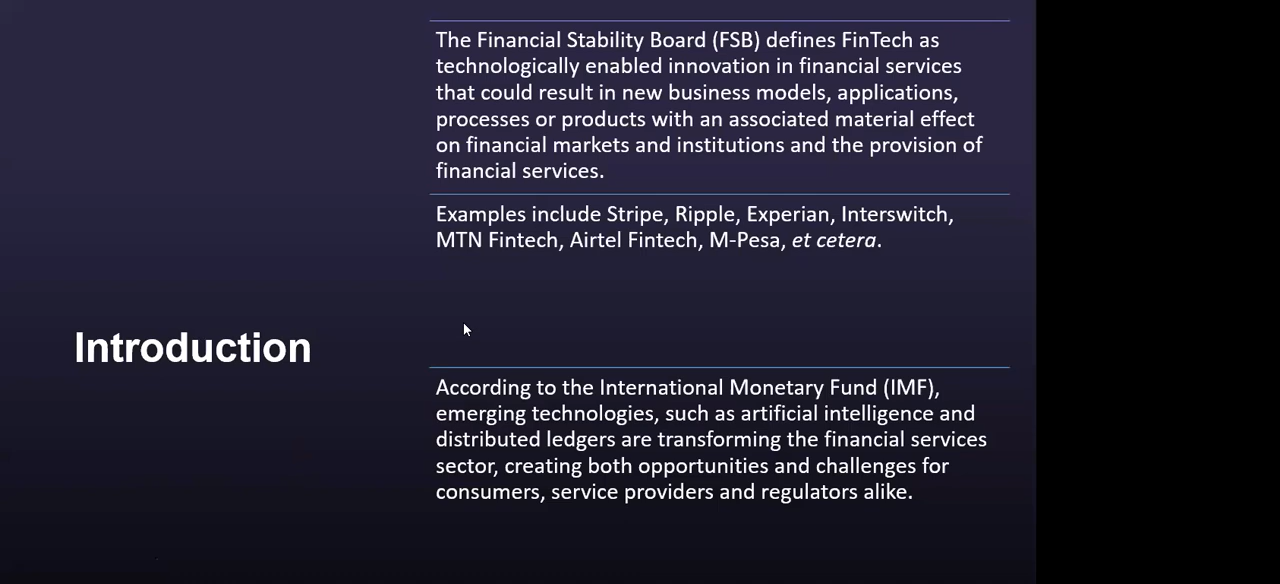 The Financial Stability Board (FSB) defines FinTech as
technologically enabled innovation in financial services
that could result in new business models, applications,
processes or products with an associated material effect
on financial markets and institutions and the provision of
financial services.
Examples include Stripe, Ripple, Experian, Interswitch,
MTN Fintech, Airtel Fintech, M-Pesa, et cetera.
Introduction
According to the International Monetary Fund (IMF),
emerging technologies, such as artificial intelligence and
distributed ledgers are transforming the financial services
sector, creating both opportunities and challenges for
consumers, service providers and regulators alike.